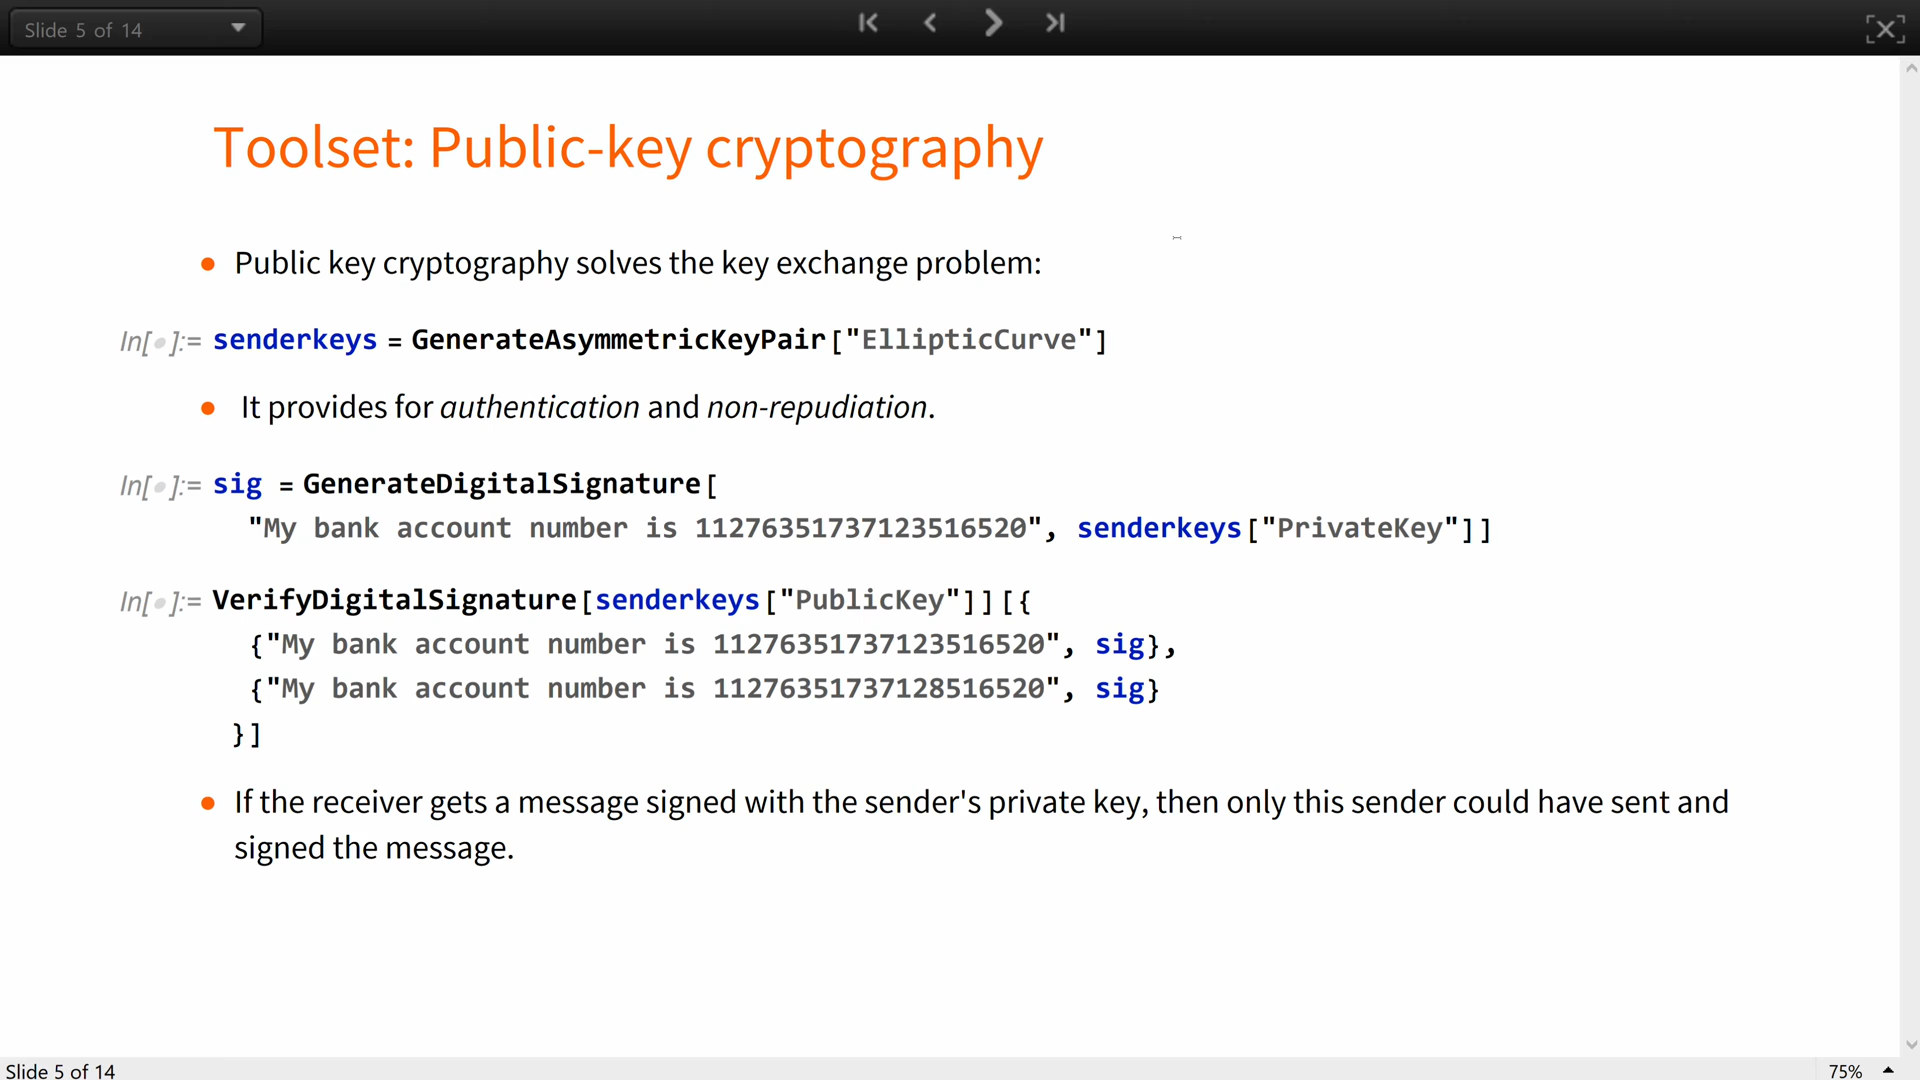 Slide 5 of 14
Toolset: Public-key cryptography
• Public key cryptography solves the key exchange problem:
In[•]:= senderkeys = GenerateAsymmetricKeyPair["EllipticCurve"]
• It provides for authentication and non-repudiation.
In[•]:= sig = GenerateDigitalSignature[
"My bank account number is 11276351737123516520", senderkeys["PrivateKey"]]
In[•]:= VerifyDigitalSignature[senderkeys["PublicKey"]][{
{"My bank account number is 11276351737123516520", sig},
{"My bank account number is 11276351737128516520", sig}
}]
• If the receiver gets a message signed with the sender's private key, then only this sender could have sent and
signed the message.
Slide 5 of 14
75%